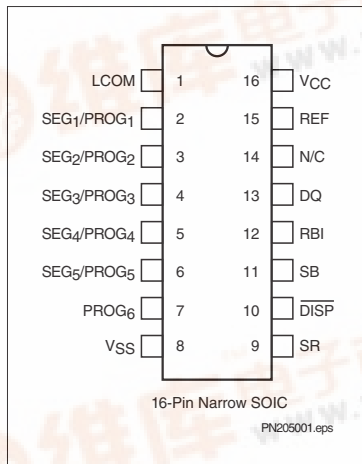 LCOM 1 16 VCC
SEG1/PROG1 2 15 REF
SEG2/PROG2 3 14 N/C
SEG3/PROG3 4 13 DQ
SEG4/PROG4 5 12 RBI
SEG5/PROG5 6 11 SB
PROG6 7 10 DISP
VSS 8 9 SR
16-Pin Narrow SOIC
PN205001.eps